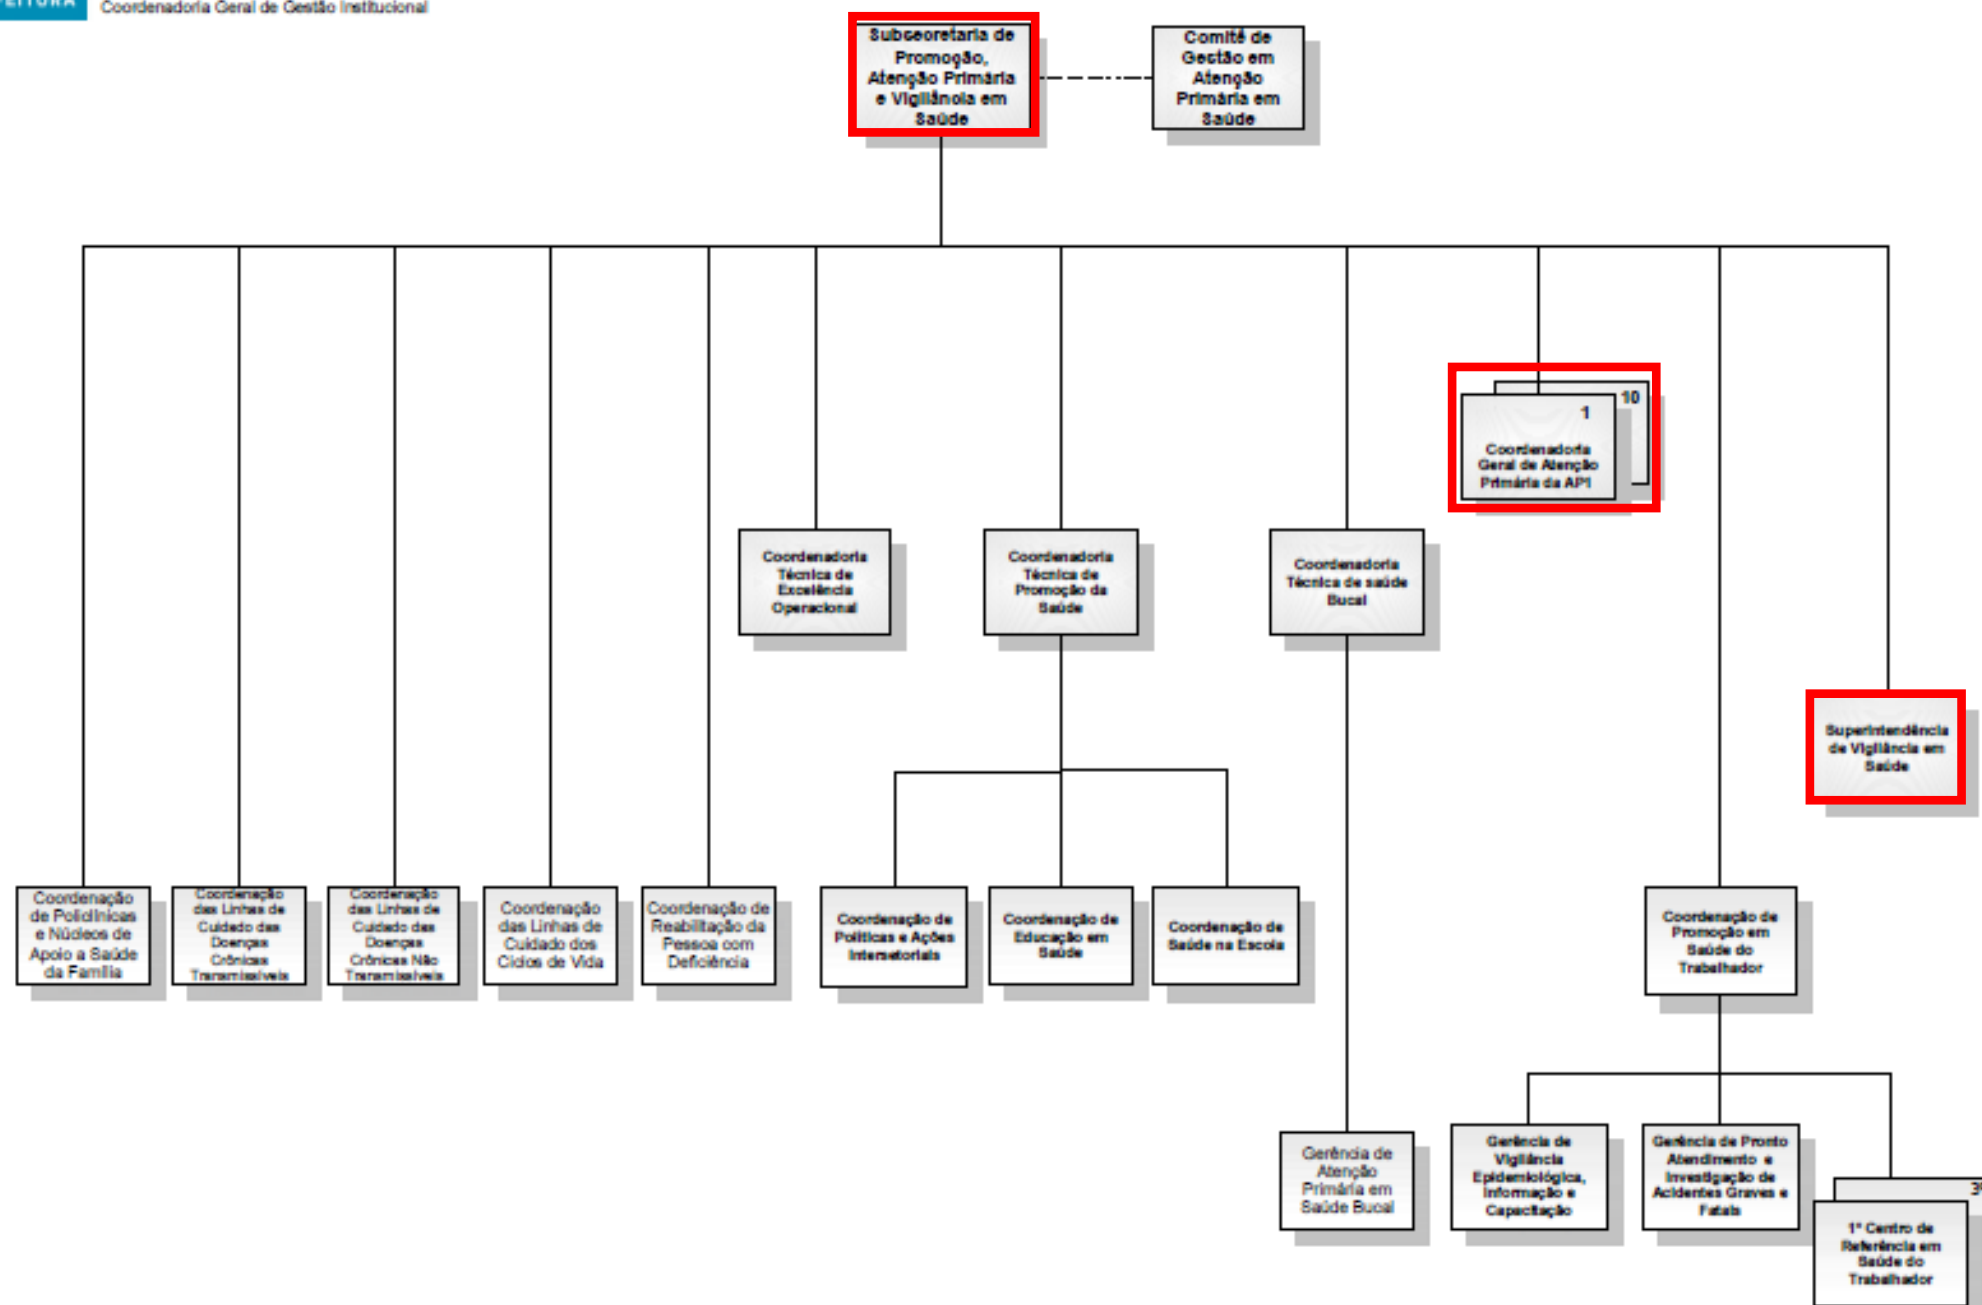 Coordenadoria Geral de Gestão Institucional
Subsecretaria de
Promoção,
Atenção Primária
e Vigilância em
Saúde
Comitê de
Gestão em
Atenção
Primária em
Saúde
10
1
Coordenadoria
Geral de Atenção
Primária da AP1
Coordenadoria
Técnica de
Excelência
Operacional
Coordenadoria
Técnica de
Promoção da
Saúde
Coordenadoria
Técnica de saúde
Bucal
Superintendência
de Vigilância em
Saúde
Coordenação
de Policlínicas
e Núcleos de
Apoio a Saúde
da Família
Coordenação
das Linhas de
Cuidado das
Doenças
Crônicas
Transmissíveis
Coordenação
das Linhas de
Cuidado das
Doenças
Crônicas Não
Transmissíveis
Coordenação
das Linhas de
Cuidado dos
Ciclos de Vida
Coordenação de
Reabilitação da
Pessoa com
Deficiência
Coordenação de
Políticas e Ações
Intersetoriais
Coordenação de
Educação em
Saúde
Coordenação de
Saúde na Escola
Coordenação de
Promoção em
Saúde do
Trabalhador
Gerência de
Atenção
Primária em
Saúde Bucal
Gerência de
Vigilância
Epidemiológica,
Informação e
Capacitação
Gerência de Pronto
Atendimento e
Investigação de
Acidentes Graves e
Fatais
1º Centro de
Referência em
Saúde do
Trabalhador